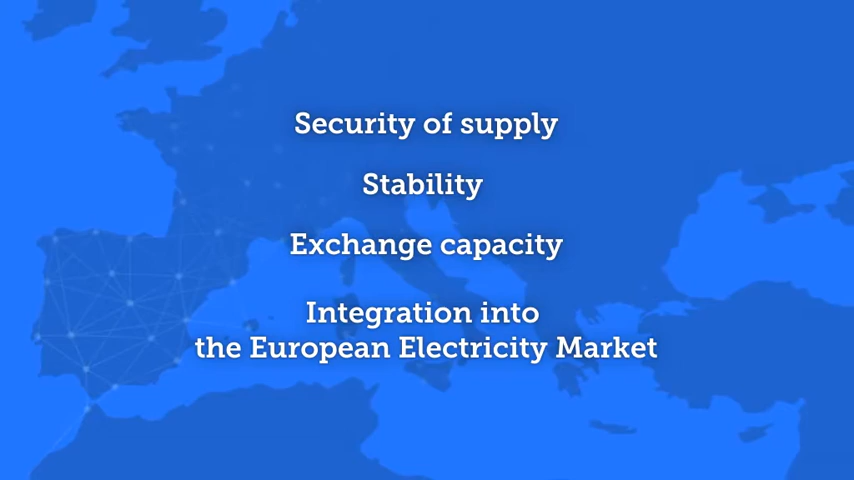 Security of supply
Stability
Exchange capacity
Integration into
the European Electricity Market